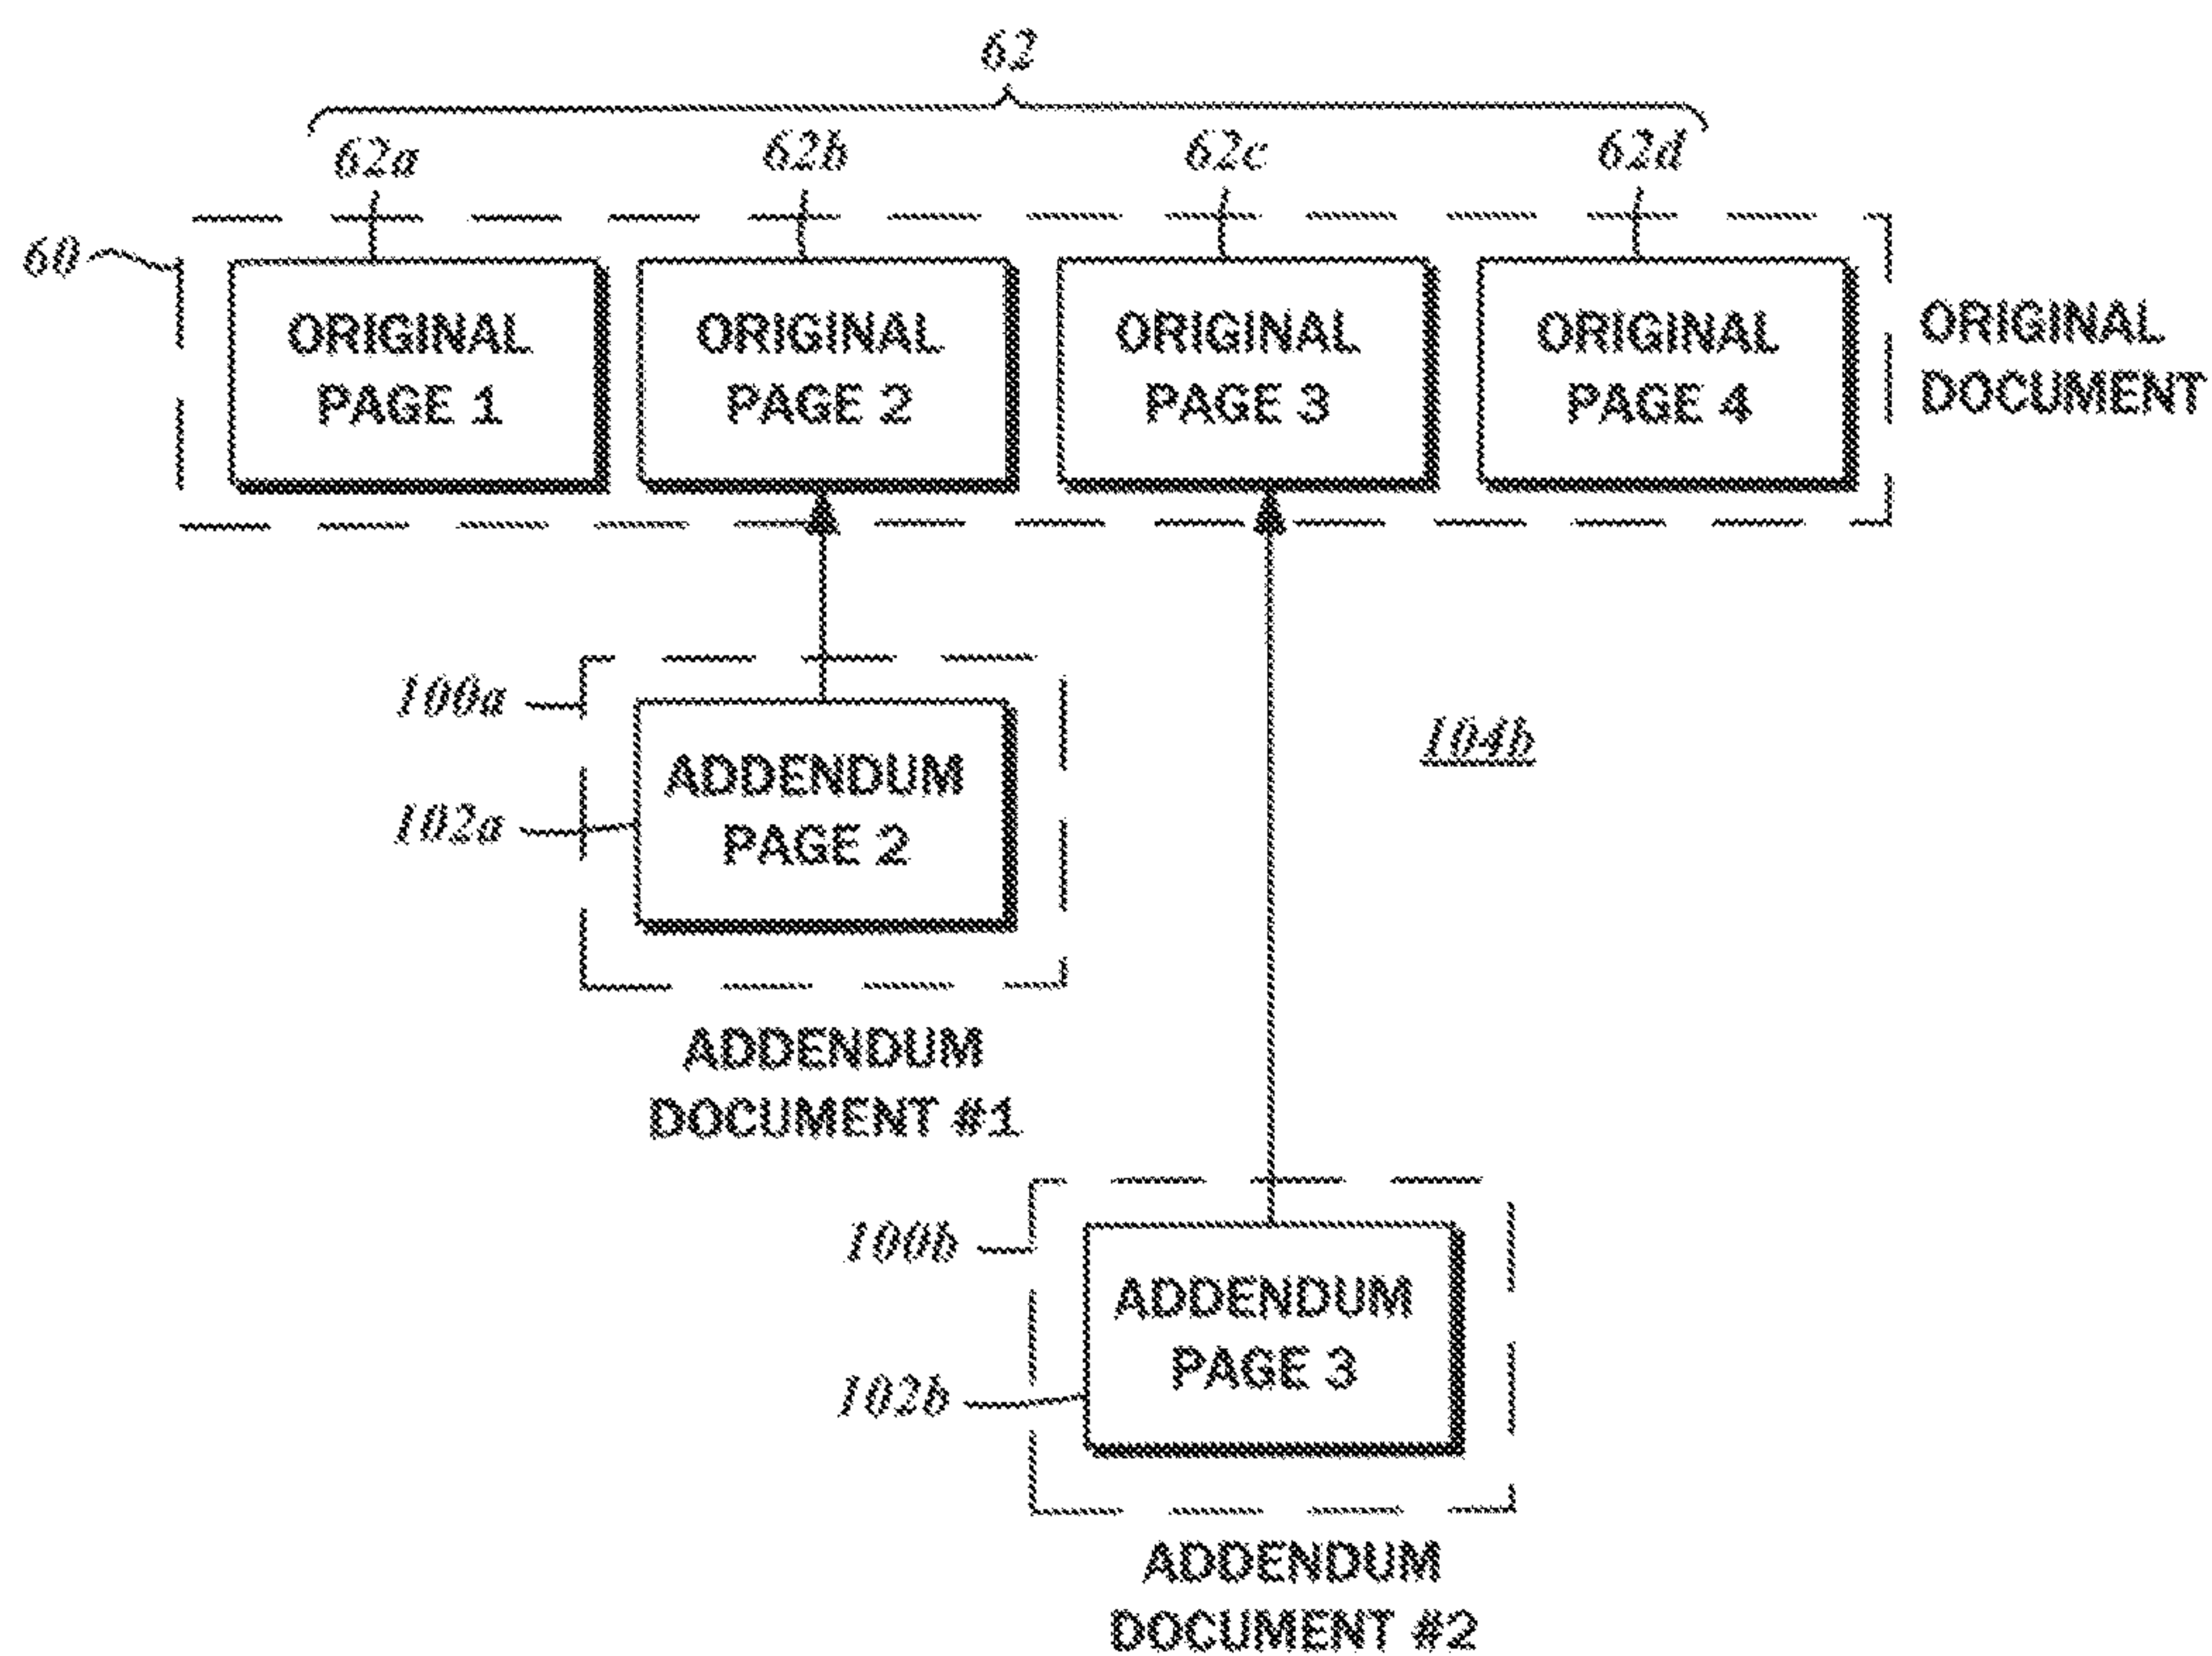 62
62a 62b 62c 62d
60
ORIGINAL
PAGE 1
ORIGINAL
PAGE 2
ORIGINAL
PAGE 3
ORIGINAL
PAGE 4
ORIGINAL
DOCUMENT
100a
102a
ADDENDUM
PAGE 2
104b
ADDENDUM
DOCUMENT #1
100b
102b
ADDENDUM
PAGE 3
ADDENDUM
DOCUMENT #2